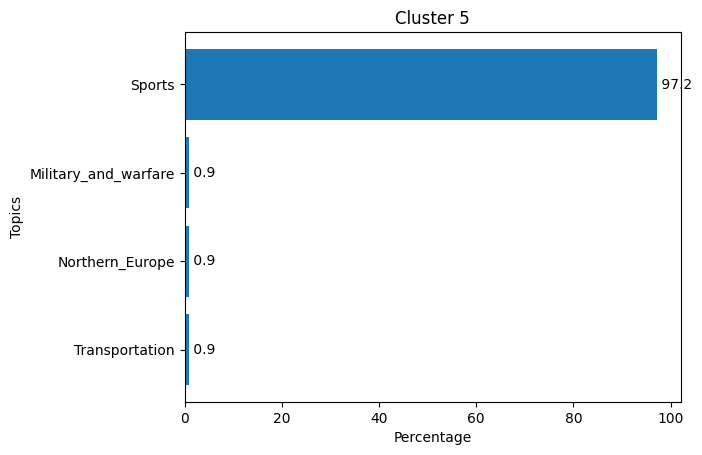 Cluster 5
Sports
97.2
Military_and_warfare
0.9
Northern_Europe
0.9
Transportation
0.9
Topics
0 20 40 60 80 100
Percentage